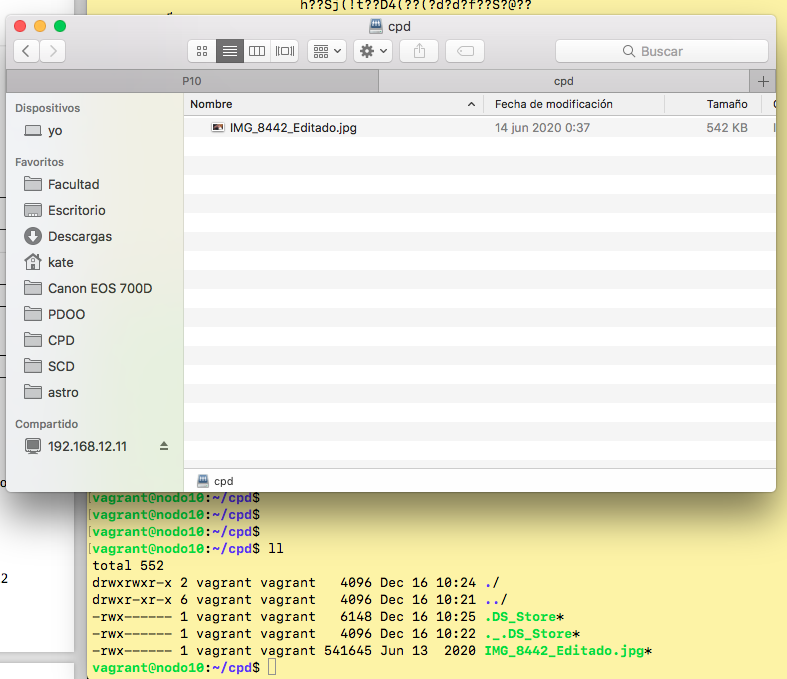 h??Sj(!t??D4(??(?d?d?f??S?@??
cpd
Buscar
P10
cpd
Dispositivos
yo
Favoritos
Facultad
Escritorio
Descargas
kate
Canon EOS 700D
PDOO
CPD
SCD
astro
Compartido
192.168.12.11
Nombre Fecha de modificación Tamaño
IMG_8442_Editado.jpg 14 jun 2020 0:37 542 KB
cpd
2
[vagrant@nodo10:~/cpd$
[vagrant@nodo10:~/cpd$
[vagrant@nodo10:~/cpd$
[vagrant@nodo10:~/cpd$ ll
total 552
drwxrwxr-x 2 vagrant vagrant 4096 Dec 16 10:24 ./
drwxr-xr-x 6 vagrant vagrant 4096 Dec 16 10:21 ../
-rwx------ 1 vagrant vagrant 6148 Dec 16 10:25 .DS_Store*
-rwx------ 1 vagrant vagrant 4096 Dec 16 10:22 ._.DS_Store*
-rwx------ 1 vagrant vagrant 541645 Jun 13 2020 IMG_8442_Editado.jpg*
vagrant@nodo10:~/cpd$